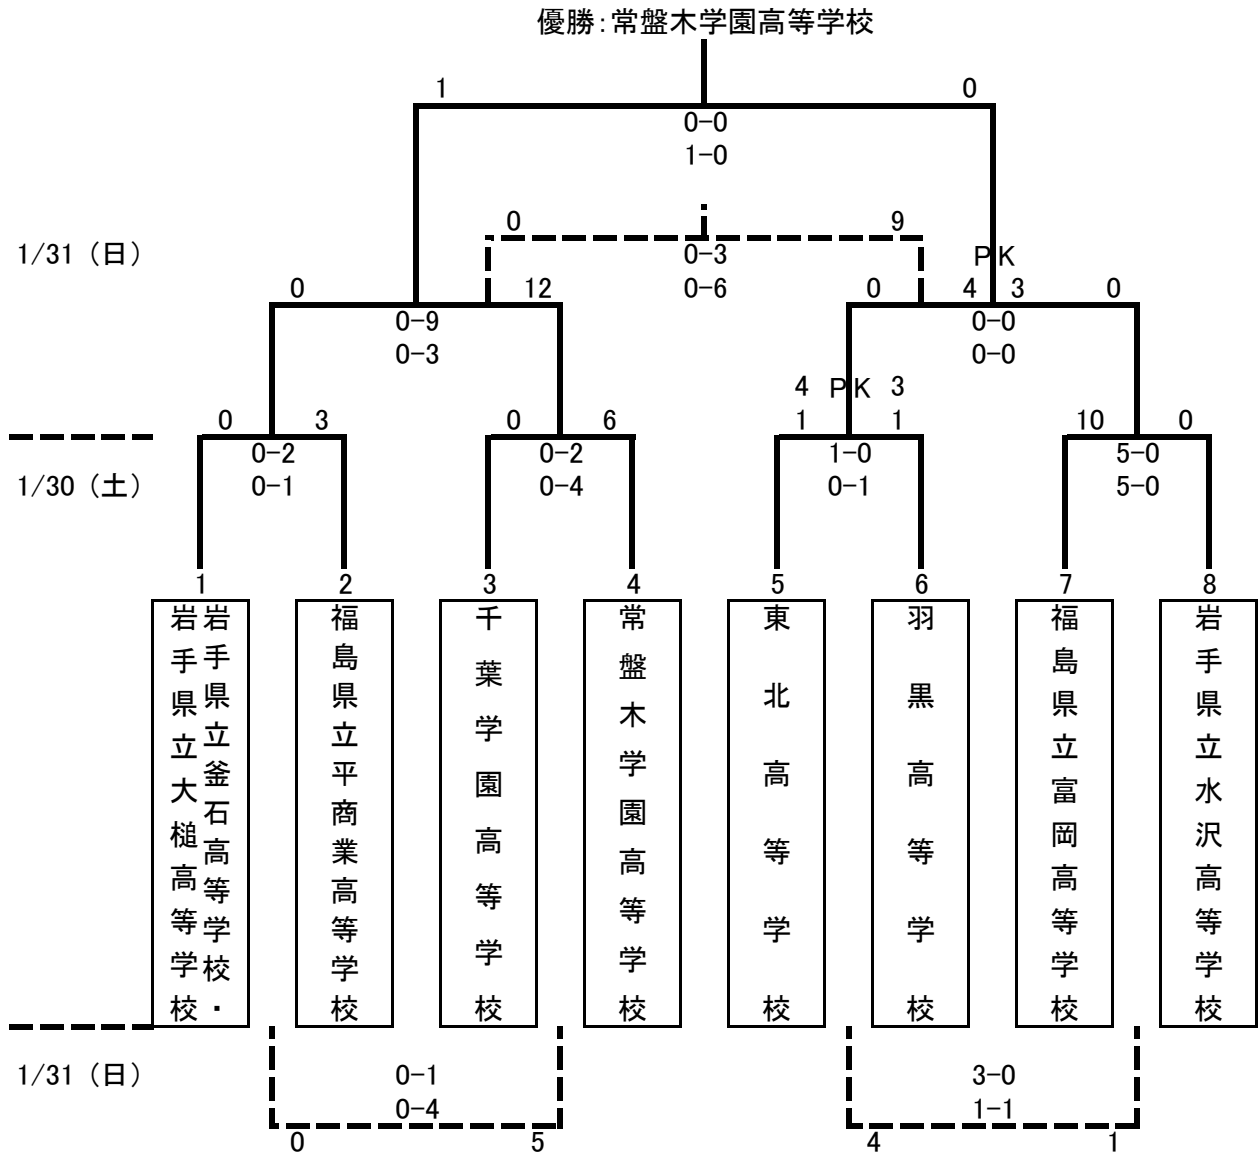 優勝:常盤木学園高等学校
1 0
0-0
1-0
0 9
1/31（日）
0-3
PK
0 12 0-6 0 4 3 0
0-9 0-0
0-3 0-0
4 PK 3
0 3 0 6 1 1 10 0
0-2 0-2 1-0 5-0
1/30（土） 0-1 0-4 0-1 5-0
1 2 3 4 5 6 7 8
岩手県立釜石高等学校・
岩手県立大槌高等学校
福島県立平商業高等学校
千葉学園高等学校
常盤木学園高等学校
東北高等学校
羽黒高等学校
福島県立富岡高等学校
岩手県立水沢高等学校
1/31（日） 0-1 3-0
0-4 1-1
0 5 4 1